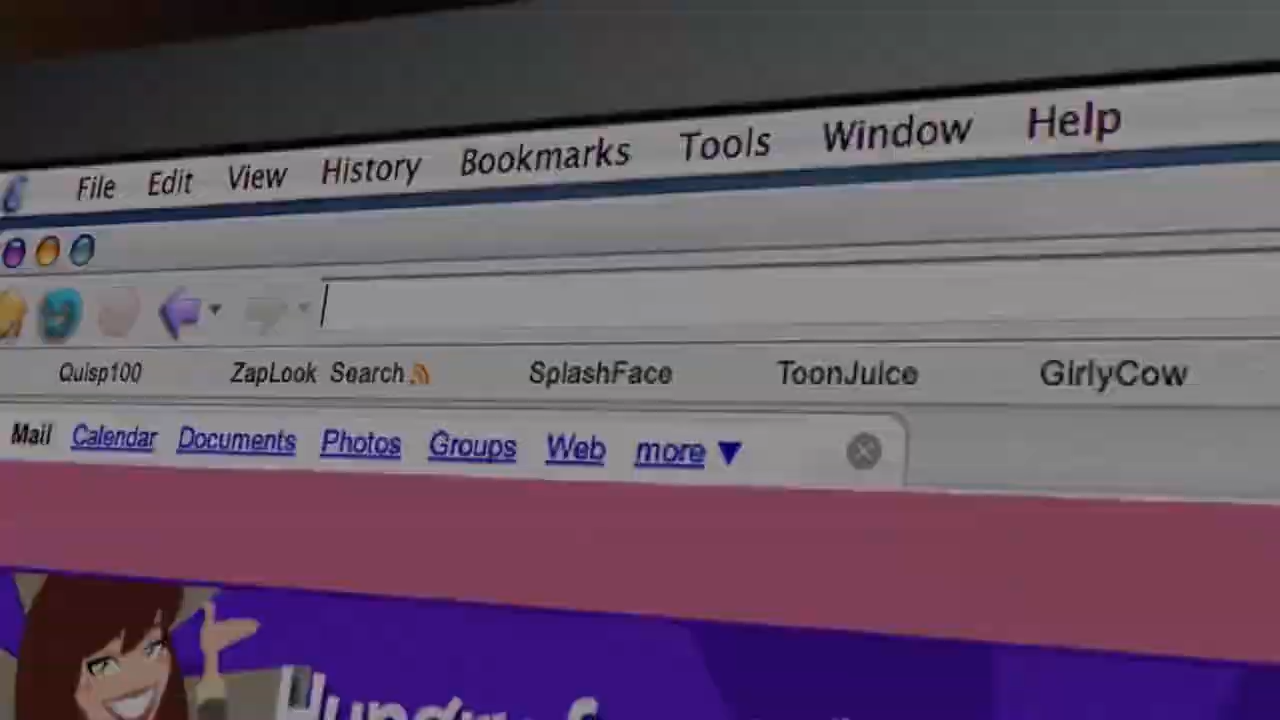 File Edit View History Bookmarks Tools Window Help
Quisp100 ZapLook Search SplashFace ToonJuice GirlyCow
Mail Calendar Documents Photos Groups Web more ▼